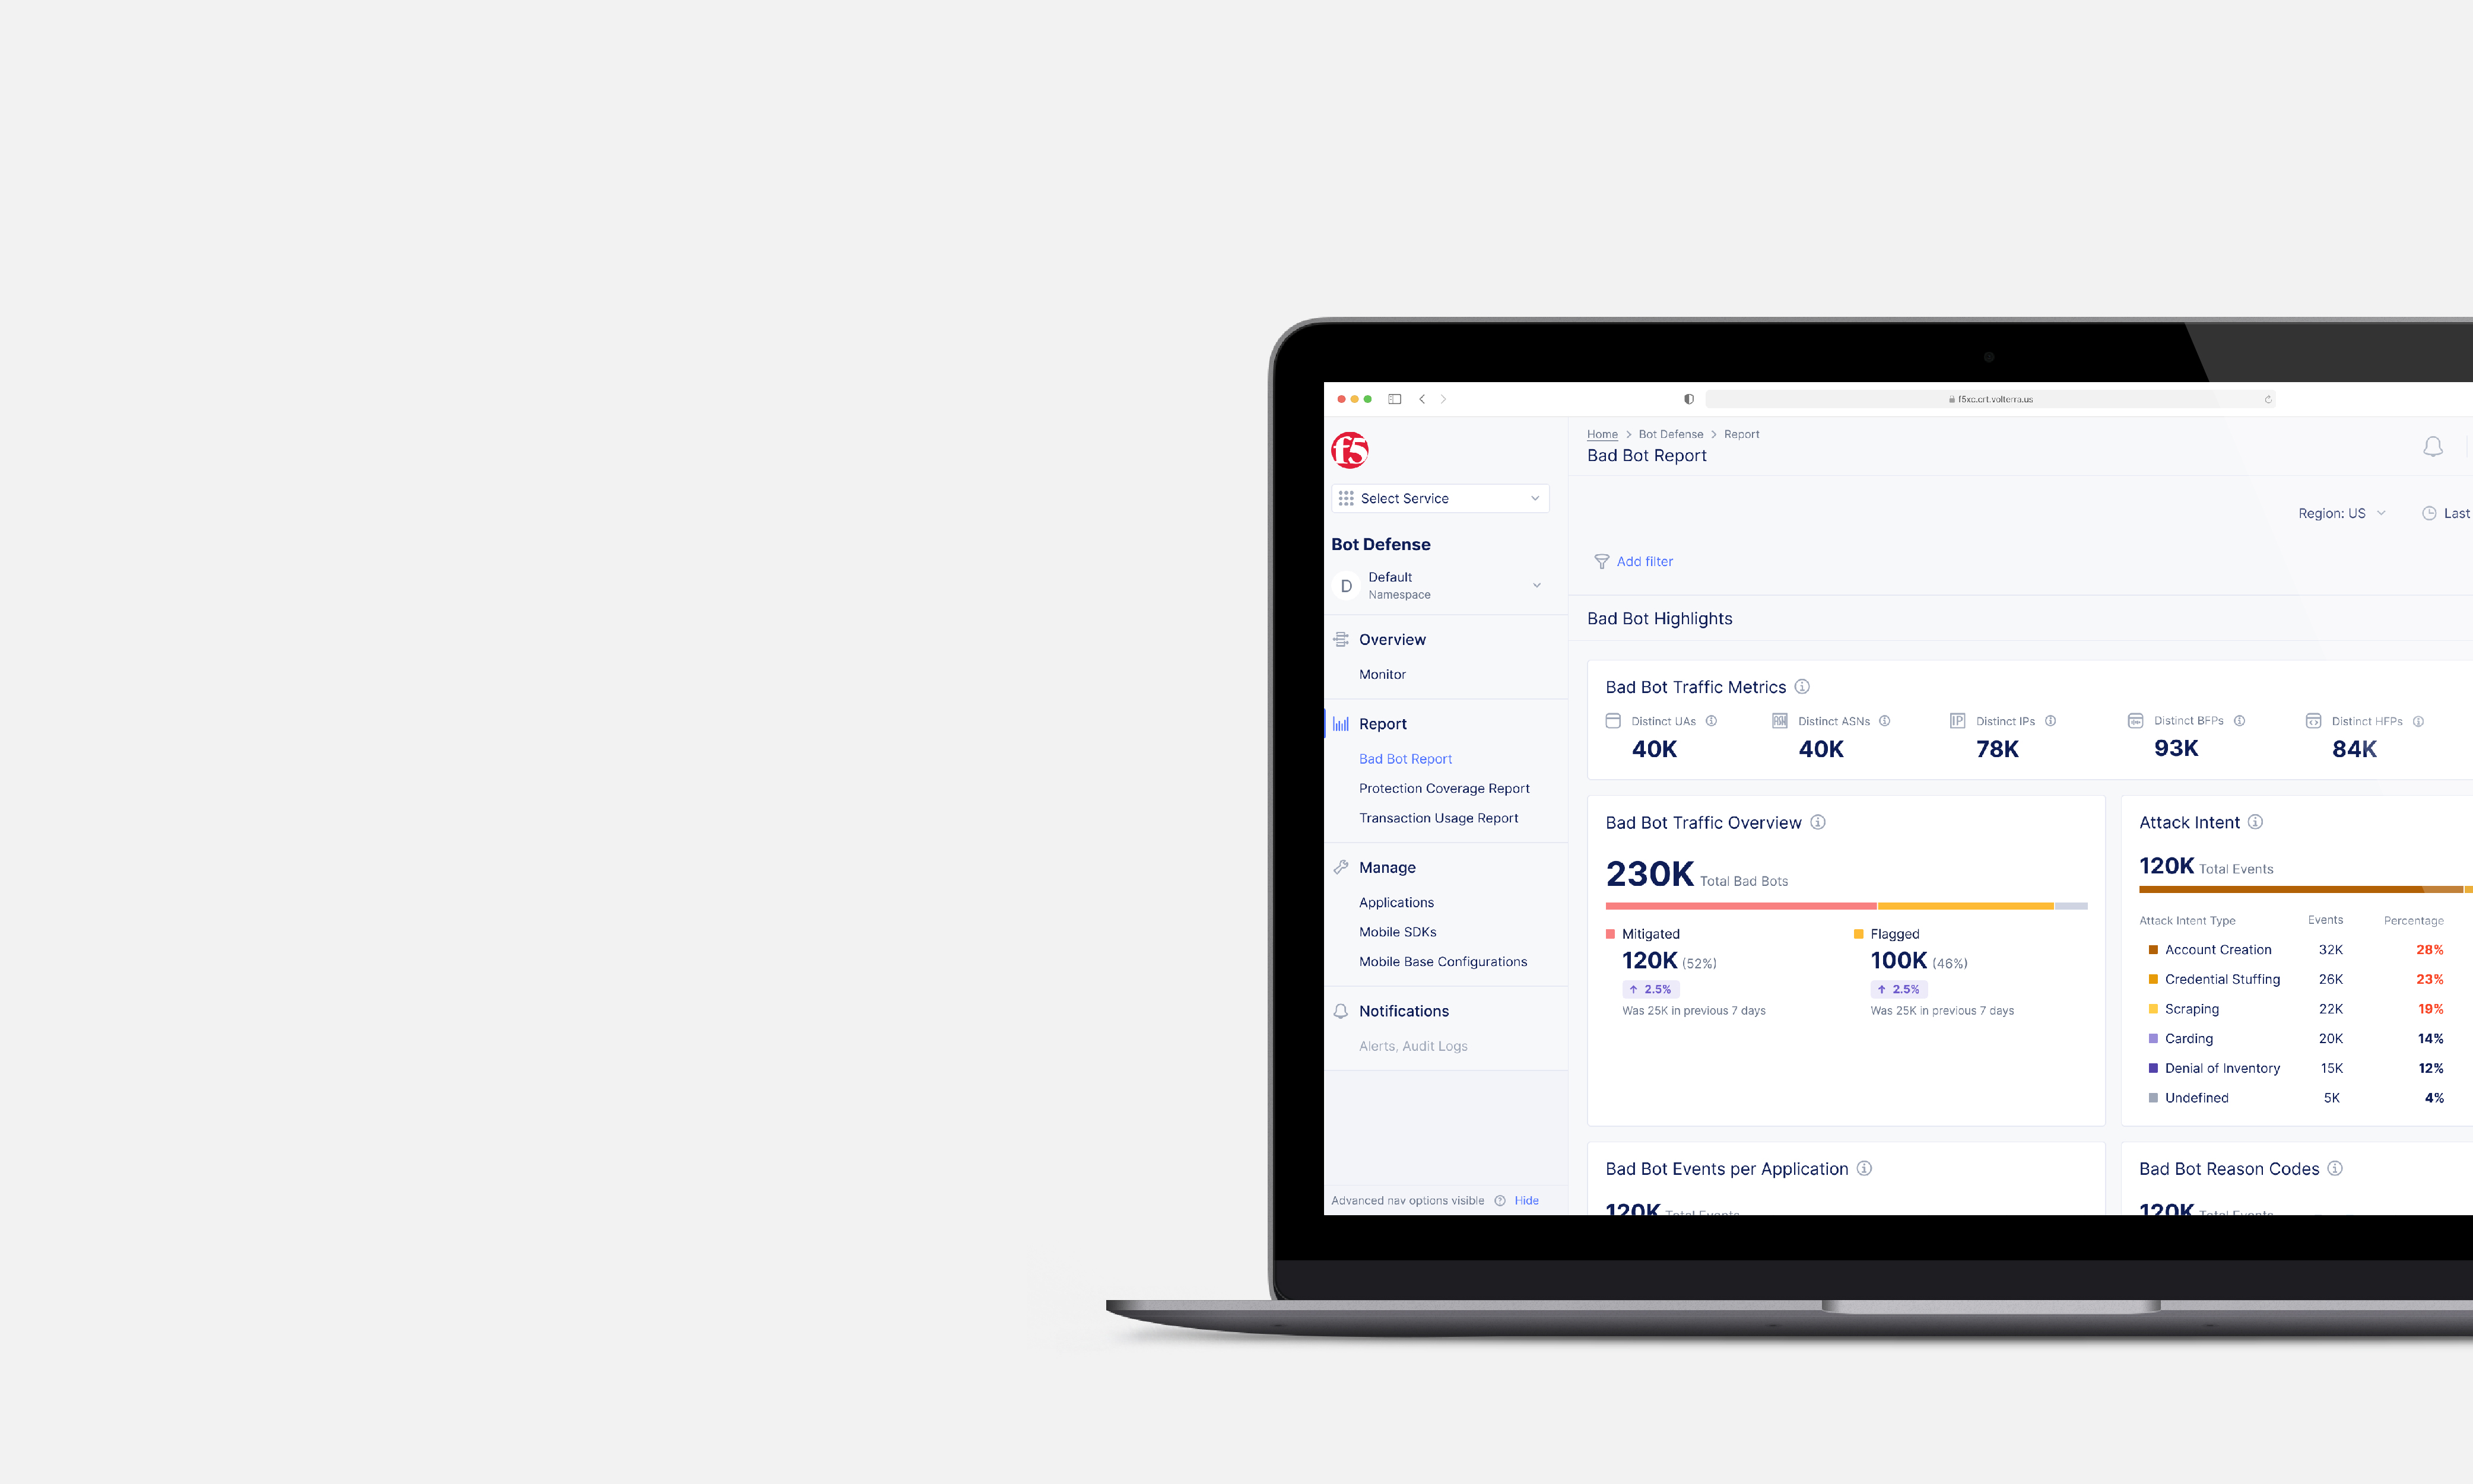 f5xc.crt.volterra.us
f5
Home > Bot Defense > Report
Bad Bot Report
Select Service
Region: US
Last
Bot Defense
D
Default
Namespace
Add filter
Overview
Monitor
Report
Bad Bot Report
Protection Coverage Report
Transaction Usage Report
Manage
Applications
Mobile SDKs
Mobile Base Configurations
Notifications
Alerts, Audit Logs
Advanced nav options visible Hide
Bad Bot Highlights
Bad Bot Traffic Metrics
Distinct UAs
40K
ASN
Distinct ASNs
40K
IP
Distinct IPs
78K
Distinct BFPs
93K
Distinct HFPs
84K
Bad Bot Traffic Overview
230K Total Bad Bots
Mitigated
120K (52%)
↑ 2.5%
Was 25K in previous 7 days
Flagged
100K (46%)
↑ 2.5%
Was 25K in previous 7 days
Attack Intent
120K Total Events
Attack Intent Type Events Percentage
Account Creation 32K 28%
Credential Stuffing 26K 23%
Scraping 22K 19%
Carding 20K 14%
Denial of Inventory 15K 12%
Undefined 5K 4%
Bad Bot Events per Application
120K Total Events
Bad Bot Reason Codes
120K Total Events